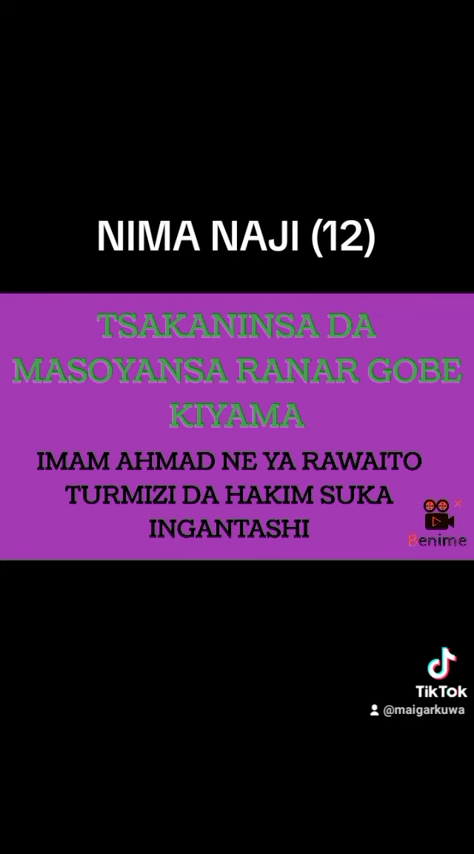 NIMA NAJI (12)
TSAKANINSA DA
MASOYANSA RANAR GOBE
KIYAMA
IMAM AHMAD NE YA RAWAITO
TURMIZI DA HAKIM SUKA
INGANTASHI
Benime
TikTok
@maigarkuwa